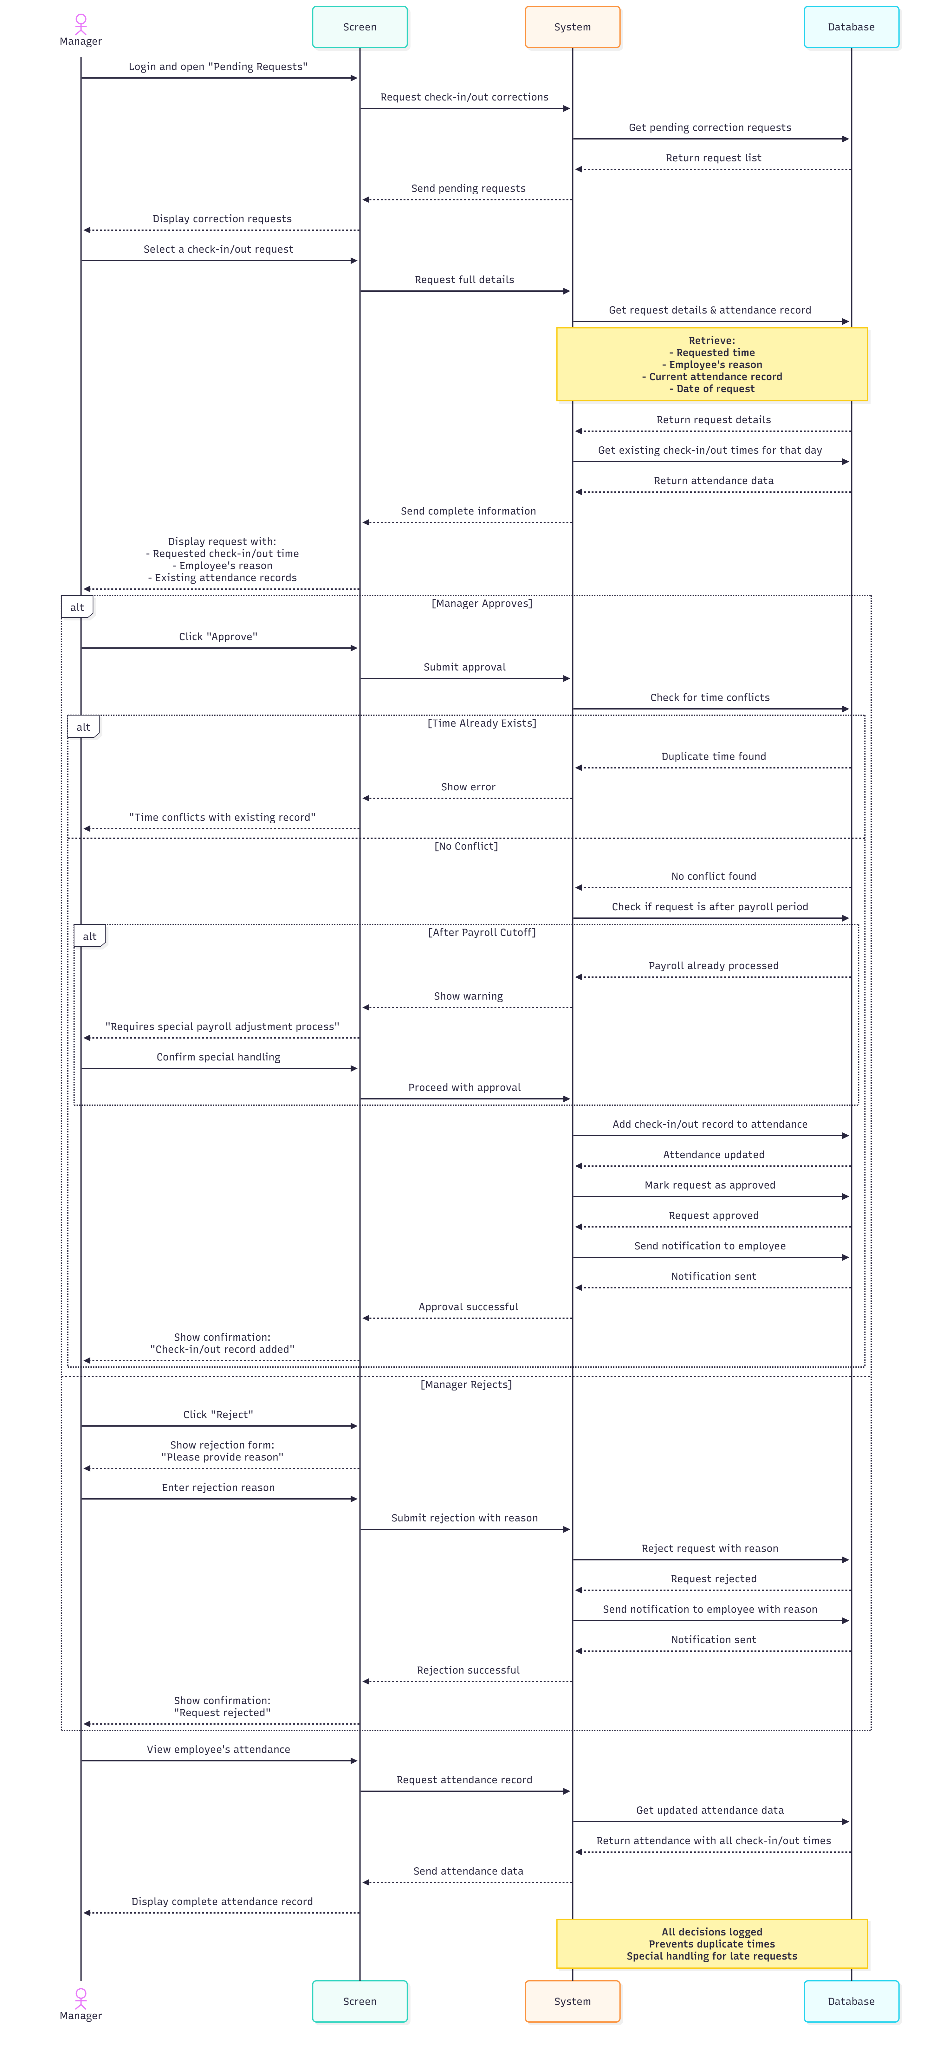 Manager
Screen
System
Database
Login and open "Pending Requests"
Request check-in/out corrections
Get pending correction requests
Return request list
Send pending requests
Display correction requests
Select a check-in/out request
Request full details
Get request details & attendance record
Retrieve:
- Requested time
- Employee's reason
- Current attendance record
- Date of request
Return request details
Get existing check-in/out times for that day
Return attendance data
Send complete information
Display request with:
- Requested check-in/out time
- Employee's reason
- Existing attendance records
alt
[Manager Approves]
Click "Approve"
Submit approval
Check for time conflicts
alt
[Time Already Exists]
Duplicate time found
Show error
"Time conflicts with existing record"
[No Conflict]
No conflict found
Check if request is after payroll period
alt
[After Payroll Cutoff]
Payroll already processed
Show warning
"Requires special payroll adjustment process"
Confirm special handling
Proceed with approval
Add check-in/out record to attendance
Attendance updated
Mark request as approved
Request approved
Send notification to employee
Notification sent
Approval successful
Show confirmation:
"Check-in/out record added"
[Manager Rejects]
Click "Reject"
Show rejection form:
"Please provide reason"
Enter rejection reason
Submit rejection with reason
Reject request with reason
Request rejected
Send notification to employee with reason
Notification sent
Rejection successful
Show confirmation:
"Request rejected"
View employee's attendance
Request attendance record
Get updated attendance data
Return attendance with all check-in/out times
Send attendance data
Display complete attendance record
All decisions logged
Prevents duplicate times
Special handling for late requests
Manager
Screen
System
Database